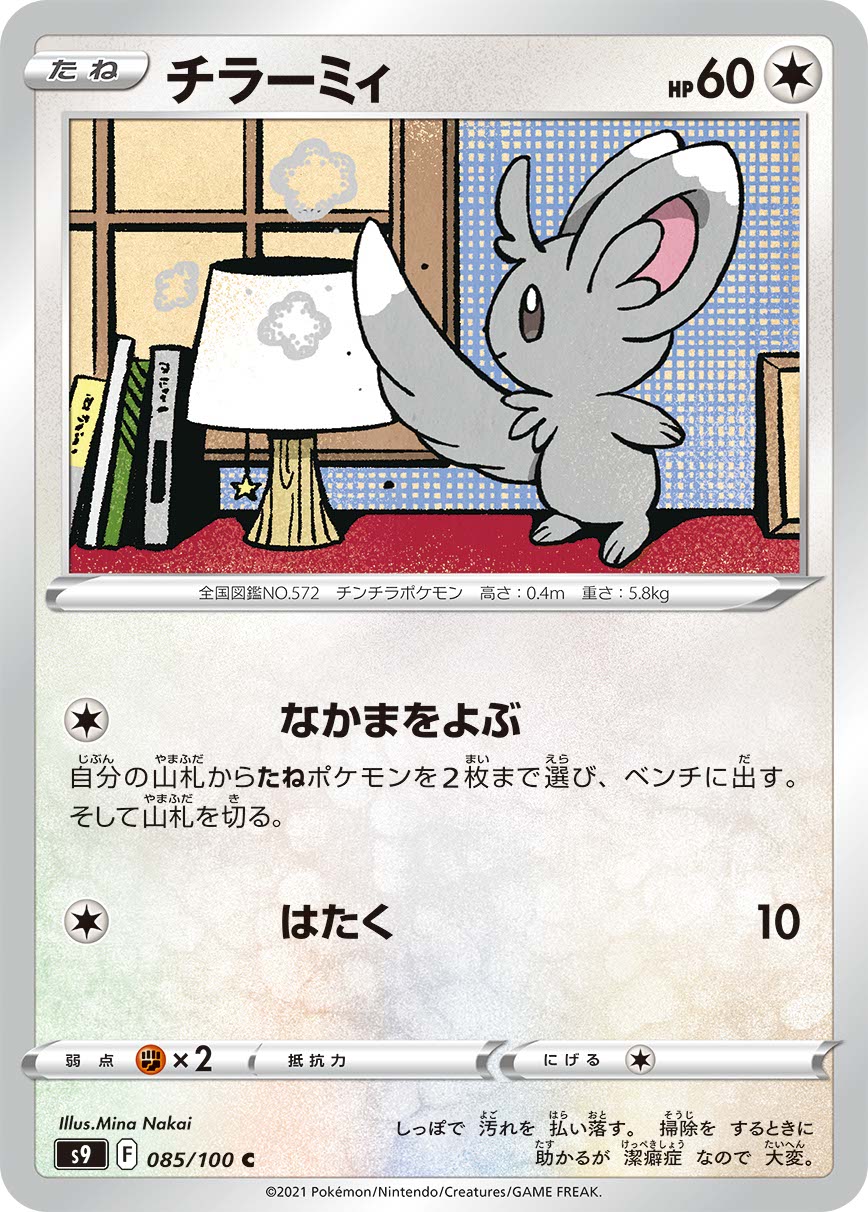 たね チラーミィ HP60
全国図鑑NO.572 チンチラポケモン 高さ:0.4m 重さ:5.8kg
なかまをよぶ
自分の山札からたねポケモンを2枚まで選び、ベンチに出す。
そして山札を切る。
はたく 10
弱点 ×2 抵抗力 にげる
Illus.Mina Nakai
しっぽで 汚れを 払い落す。 掃除を するときに
助かるが 潔癖症 なので 大変。
s9 F 085/100 C
©2021 Pokémon/Nintendo/Creatures/GAME FREAK.